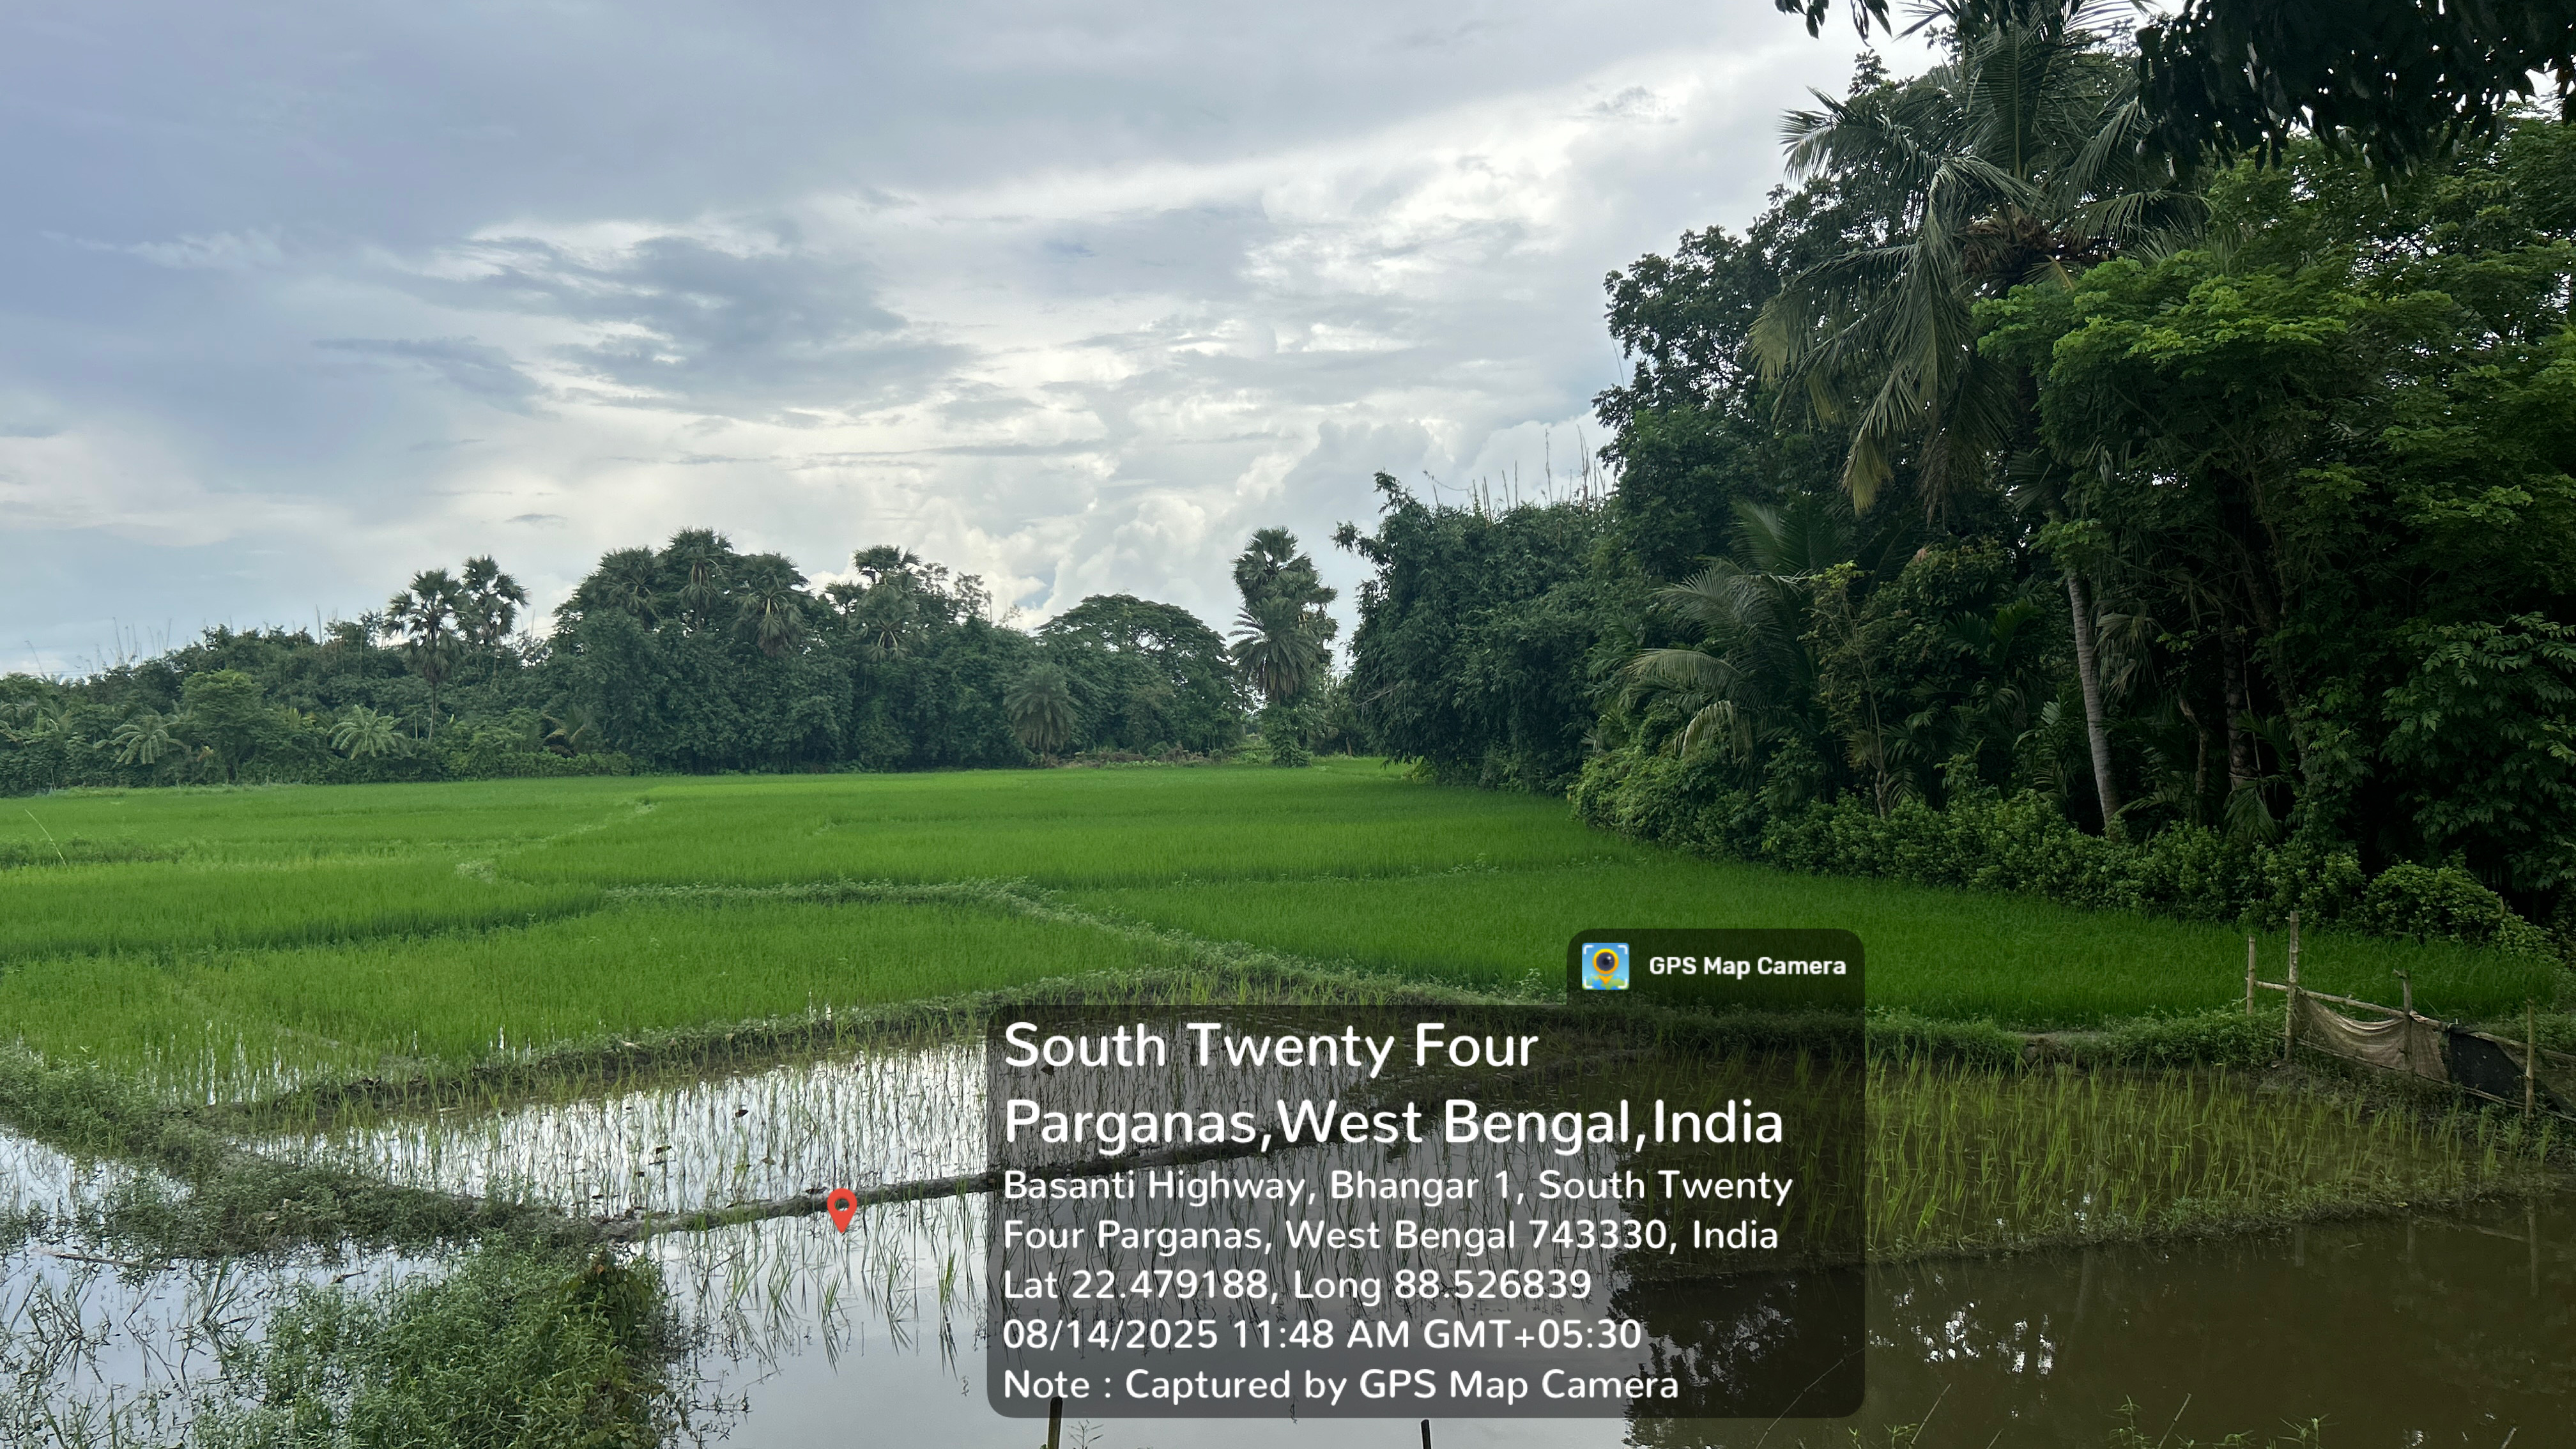 GPS Map Camera
South Twenty Four
Parganas,West Bengal,India
Basanti Highway, Bhangar 1, South Twenty
Four Parganas, West Bengal 743330, India
Lat 22.479188, Long 88.526839
08/14/2025 11:48 AM GMT+05:30
Note : Captured by GPS Map Camera